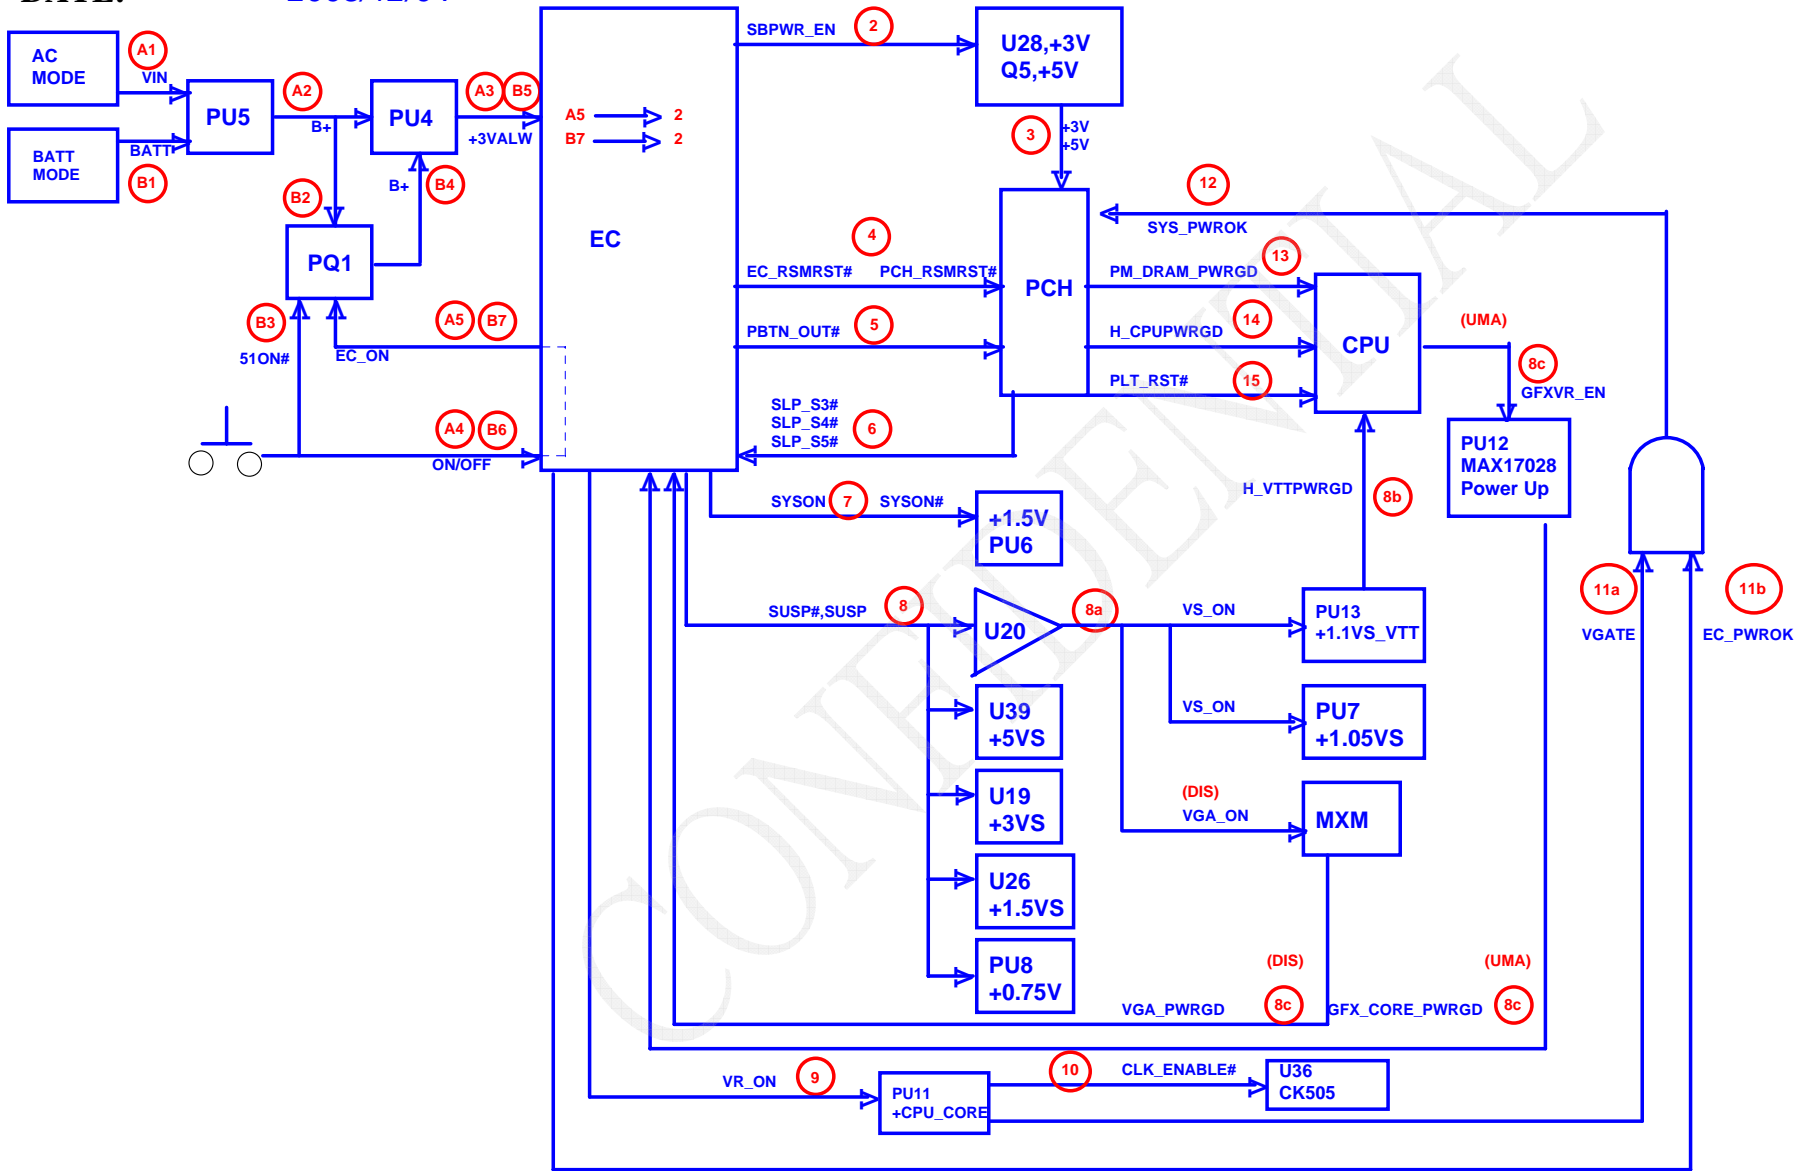 AC
MODE
A1
VIN
BATT
MODE
BATT
B1
PU5
A2
B+
PU4
A3
B5
+3VALW
B2
B+
B4
PQ1
B3
51ON#
EC_ON
A5
B7
A4
B6
ON/OFF
EC
A5
2
B7
2
SBPWR_EN
2
U28,+3V
Q5,+5V
3
+3V
+5V
12
SYS_PWROK
4
EC_RSMRST#
PCH_RSMRST#
PCH
PBTN_OUT#
5
PM_DRAM_PWRGD
13
H_CPUPWRGD
14
PLT_RST#
15
CPU
(UMA)
8c
GFXVR_EN
SLP_S3#
SLP_S4#
SLP_S5#
6
PU12
MAX17028
Power Up
SYSON
7
SYSON#
+1.5V
PU6
H_VTTPWRGD
8b
11a
VGATE
11b
EC_PWROK
SUSP#,SUSP
8
U20
8a
VS_ON
PU13
+1.1VS_VTT
U39
+5VS
VS_ON
PU7
+1.05VS
U19
+3VS
(DIS)
VGA_ON
MXM
U26
+1.5VS
PU8
+0.75V
(DIS)
(UMA)
VGA_PWRGD
8c
GFX_CORE_PWRGD
8c
VR_ON
9
PU11
+CPU_CORE
10
CLK_ENABLE#
U36
CK505
CONFIDENTIAL